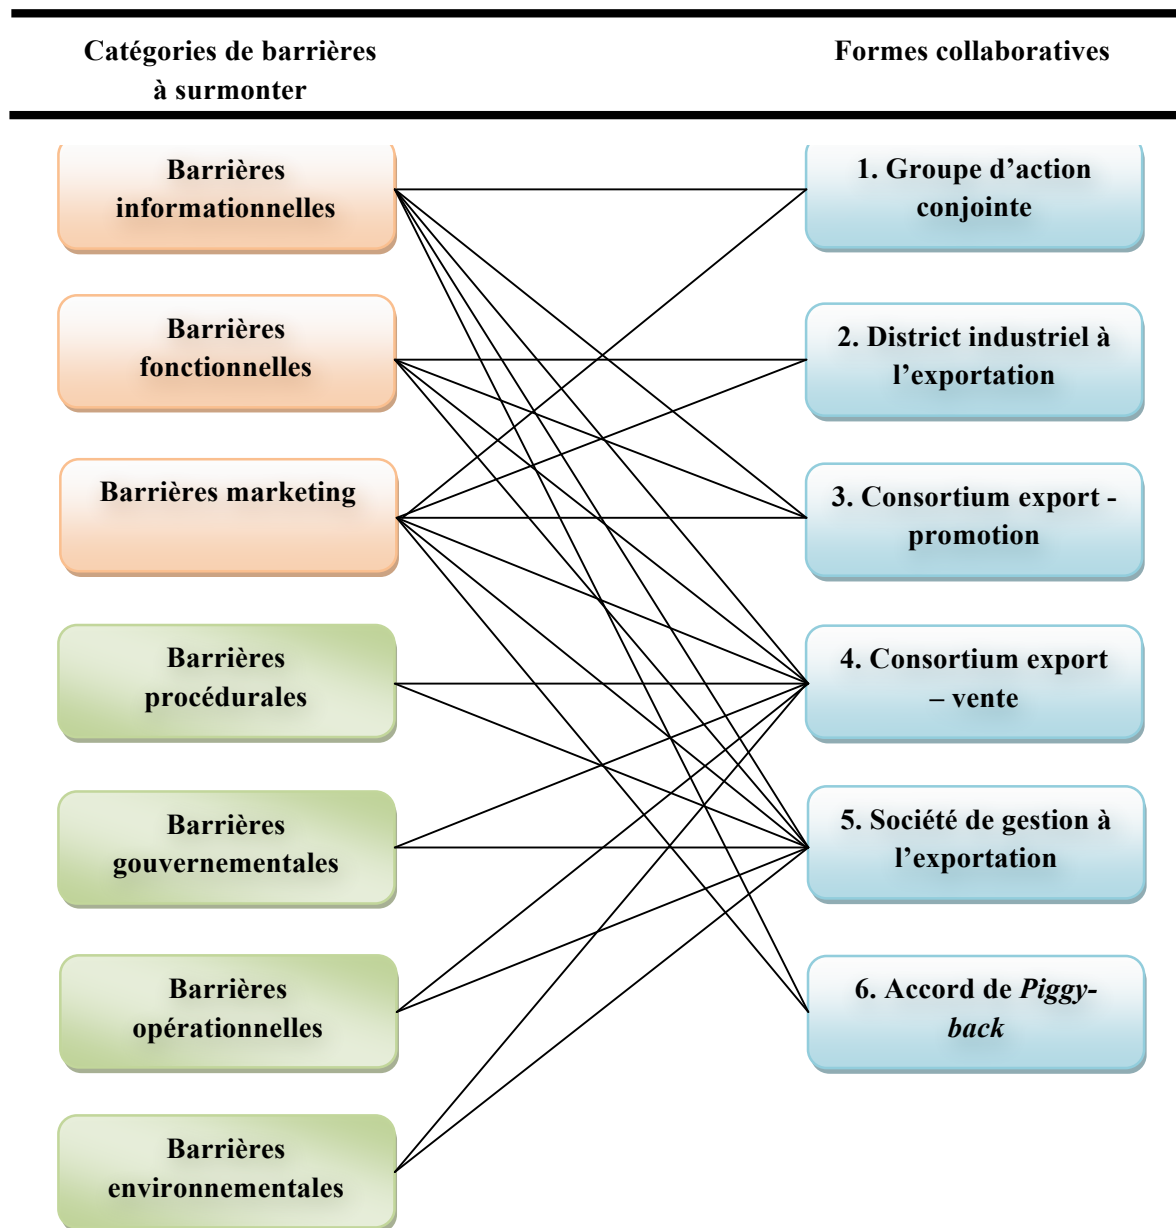 Catégories de barrières
à surmonter
Formes collaboratives
Barrières
informationnelles
1. Groupe d’action
conjointe
Barrières
fonctionnelles
2. District industriel à
l’exportation
Barrières marketing
3. Consortium export -
promotion
Barrières
procédurales
4. Consortium export
– vente
Barrières
gouvernementales
5. Société de gestion à
l’exportation
Barrières
opérationnelles
6. Accord de Piggy-
back
Barrières
environnementales